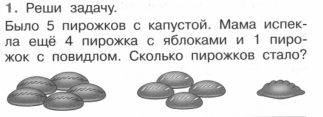 1. Реши задачу.
Было 5 пирожков с капустой. Мама испек-
ла ещё 4 пирожка с яблоками и 1 пиро-
жок с повидлом. Сколько пирожков стало?